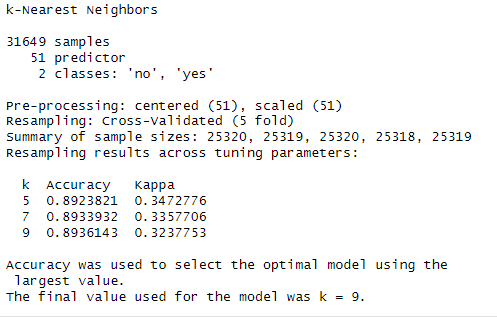 k-Nearest Neighbors
31649 samples
51 predictor
2 classes: 'no', 'yes'
Pre-processing: centered (51), scaled (51)
Resampling: Cross-Validated (5 fold)
Summary of sample sizes: 25320, 25319, 25320, 25318, 25319
Resampling results across tuning parameters:
k  Accuracy   Kappa
5  0.8923821  0.3472776
7  0.8933932  0.3357706
9  0.8936143  0.3237753
Accuracy was used to select the optimal model using the
largest value.
The final value used for the model was k = 9.